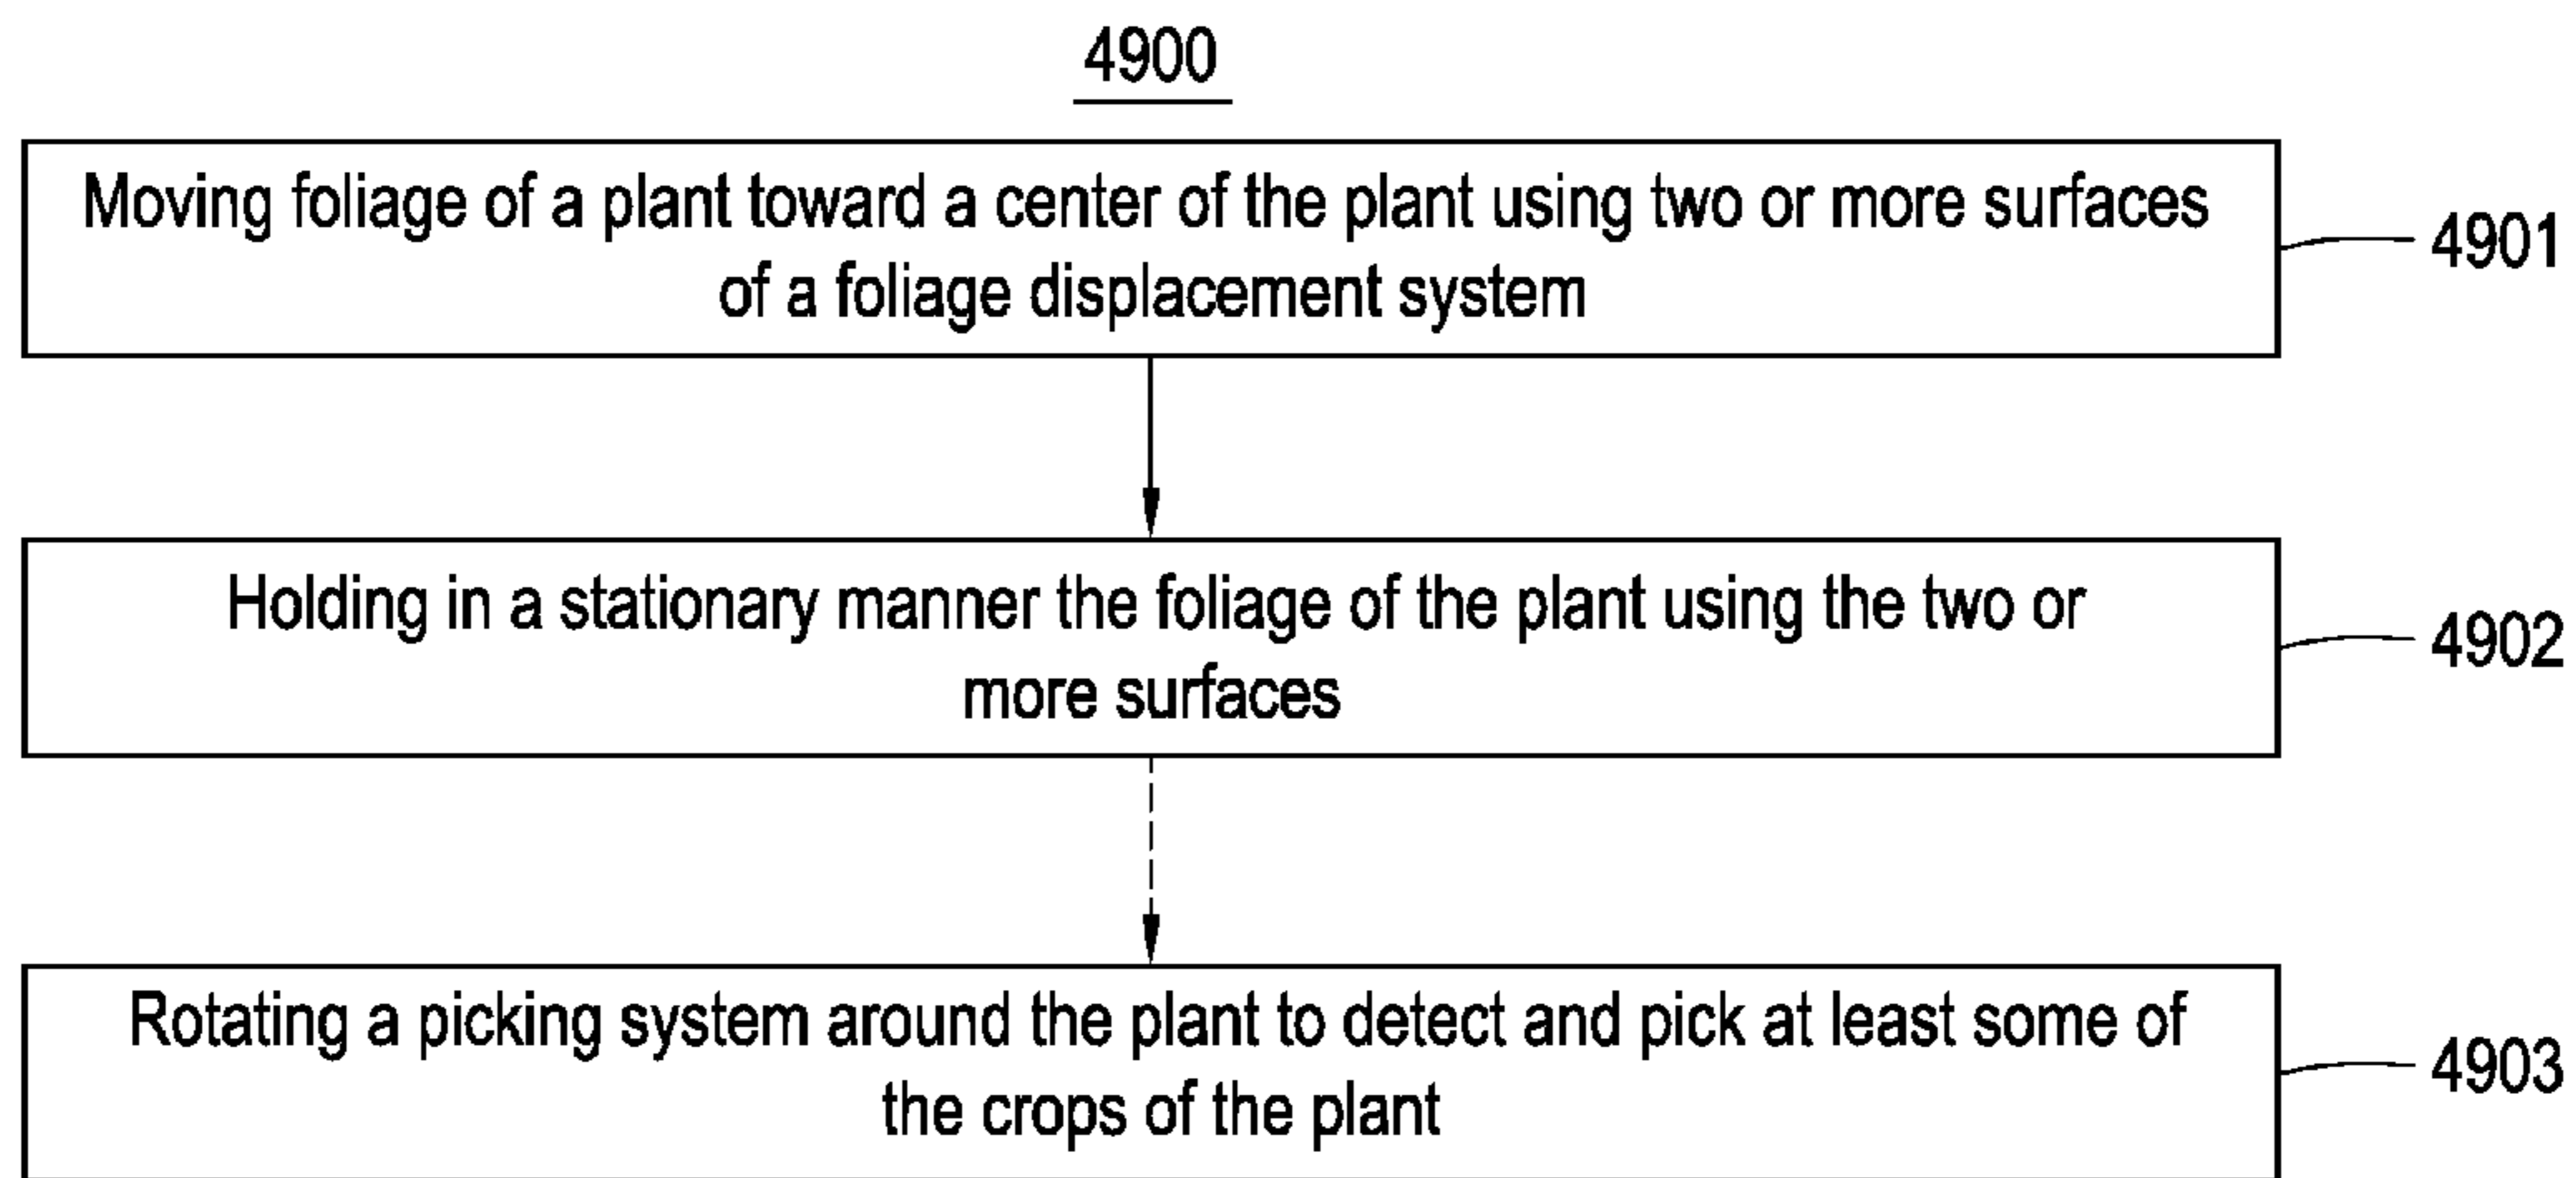 4900
Moving foliage of a plant toward a center of the plant using two or more surfaces
of a foliage displacement system
4901
Holding in a stationary manner the foliage of the plant using the two or
more surfaces
4902
Rotating a picking system around the plant to detect and pick at least some of
the crops of the plant
4903